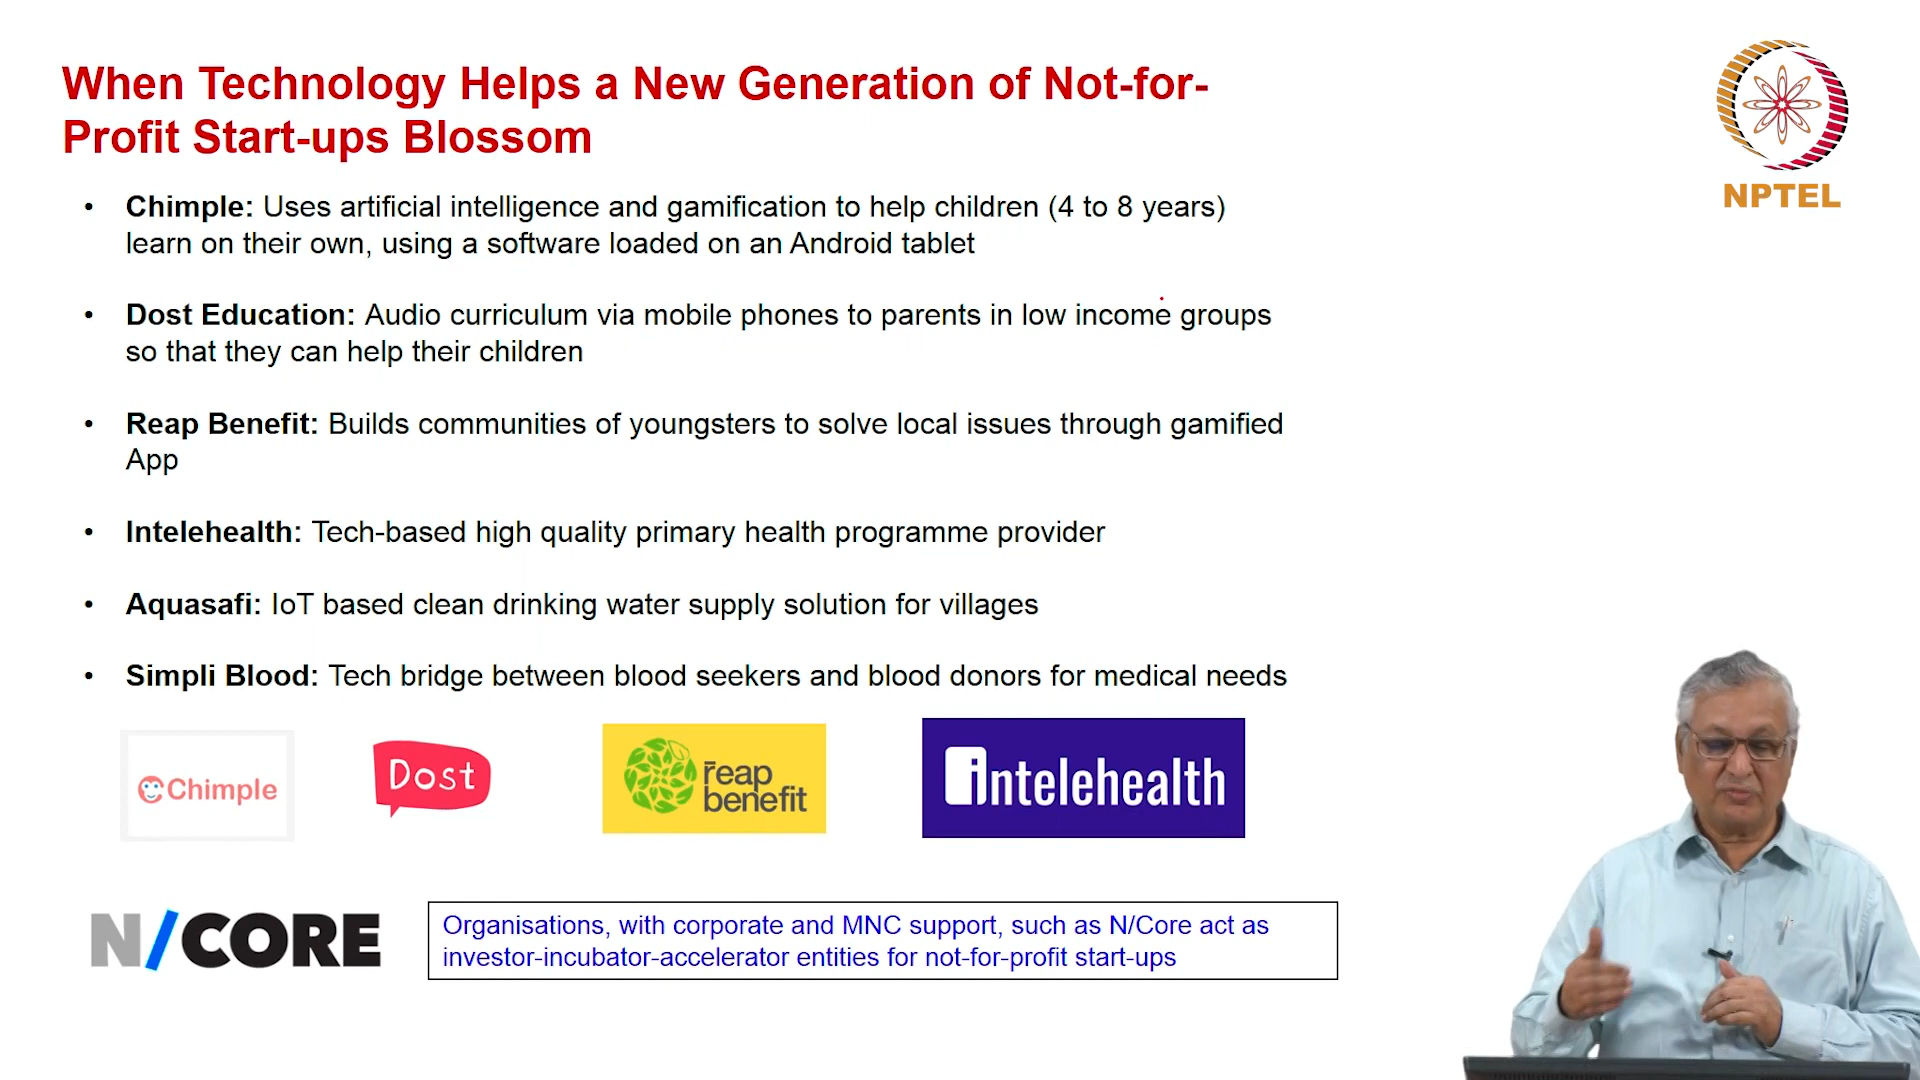 When Technology Helps a New Generation of Not-for-
Profit Start-ups Blossom
NPTEL
• Chimple: Uses artificial intelligence and gamification to help children (4 to 8 years)
learn on their own, using a software loaded on an Android tablet
• Dost Education: Audio curriculum via mobile phones to parents in low income groups
so that they can help their children
• Reap Benefit: Builds communities of youngsters to solve local issues through gamified
App
• Intelehealth: Tech-based high quality primary health programme provider
• Aquasafi: IoT based clean drinking water supply solution for villages
• Simpli Blood: Tech bridge between blood seekers and blood donors for medical needs
Chimple
Dost
reap
benefit
intelehealth
N/CORE
Organisations, with corporate and MNC support, such as N/Core act as
investor-incubator-accelerator entities for not-for-profit start-ups